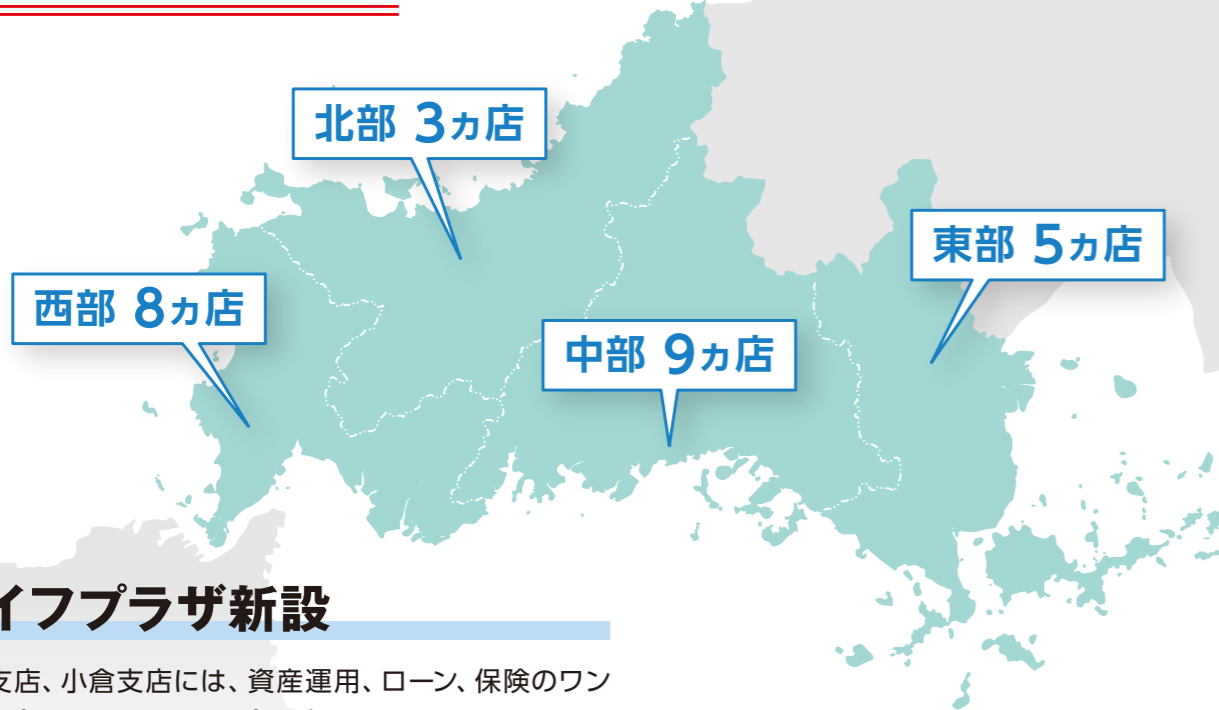 北部 3ヵ店
東部 5ヵ店
西部 8ヵ店
中部 9ヵ店
イフプラザ新設
支店、小倉支店には、資産運用、ローン、保険のワン